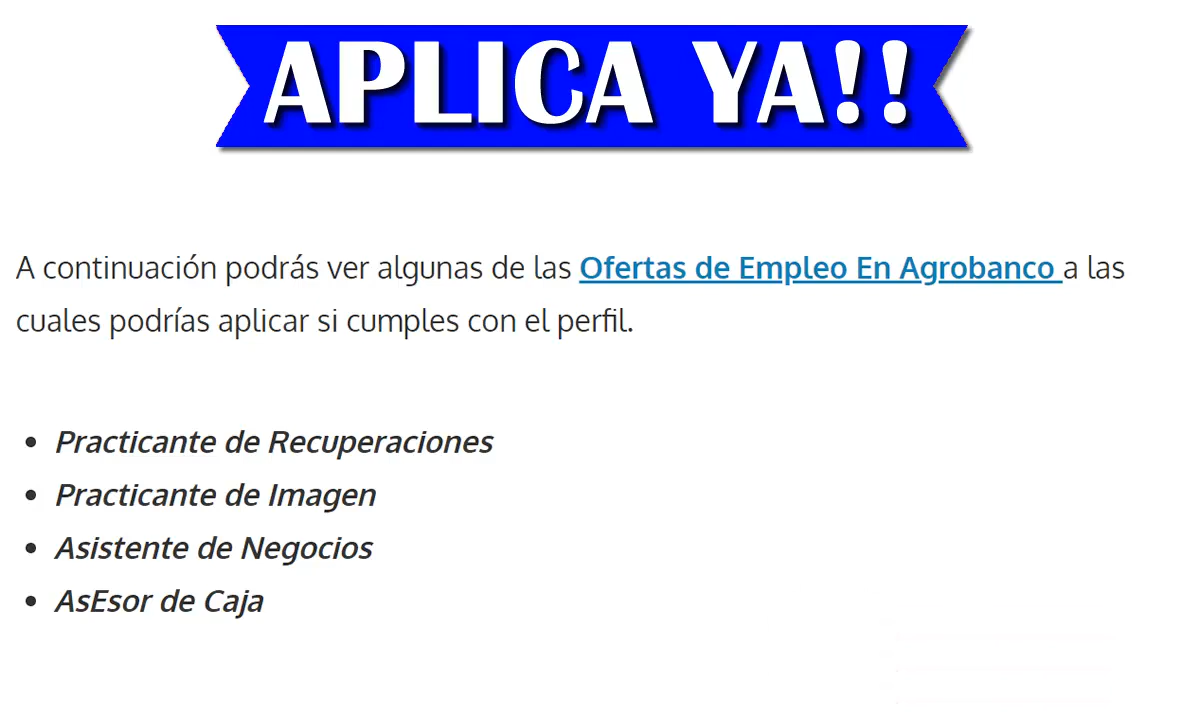 APLICA YA!!
A continuación podrás ver algunas de las Ofertas de Empleo En Agrobanco a las
cuales podrías aplicar si cumples con el perfil.
• Practicante de Recuperaciones
• Practicante de Imagen
• Asistente de Negocios
• AsEsor de Caja